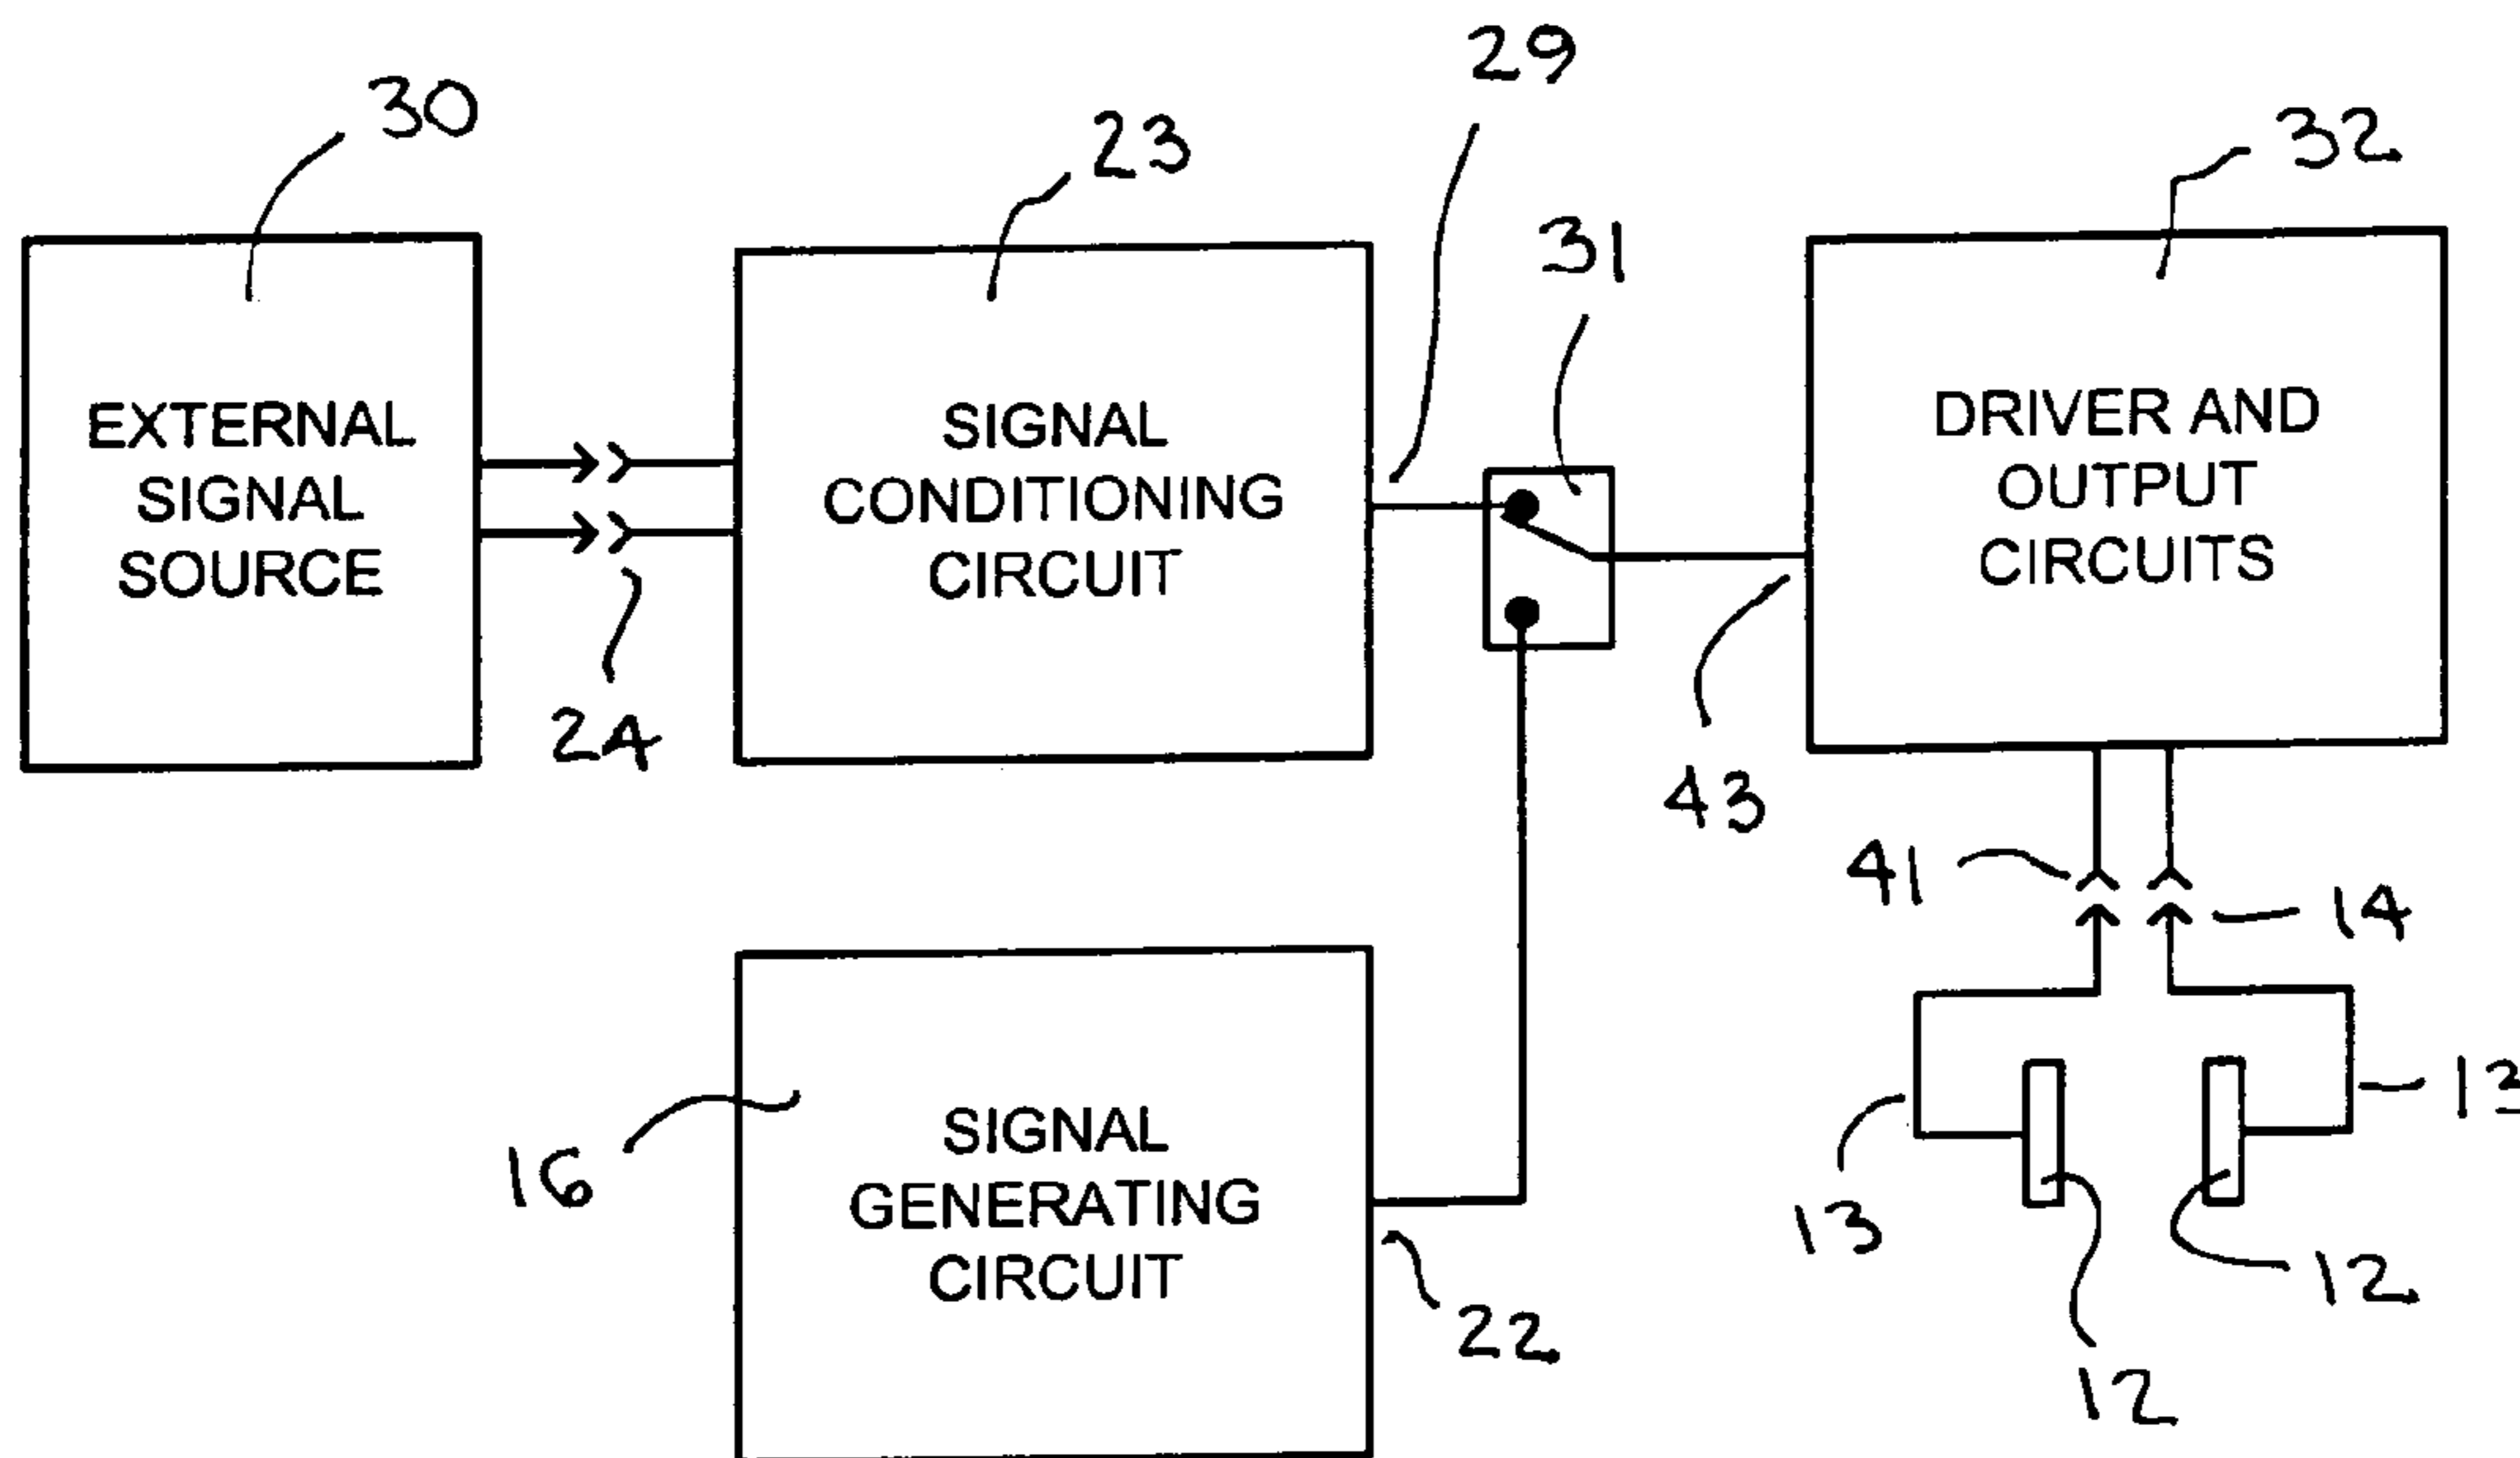 29
30
23
32
31
EXTERNAL
SIGNAL
SOURCE
SIGNAL
CONDITIONING
CIRCUIT
DRIVER AND
OUTPUT
CIRCUITS
24
43
41
14
13
16
SIGNAL
GENERATING
CIRCUIT
13
12
22
12